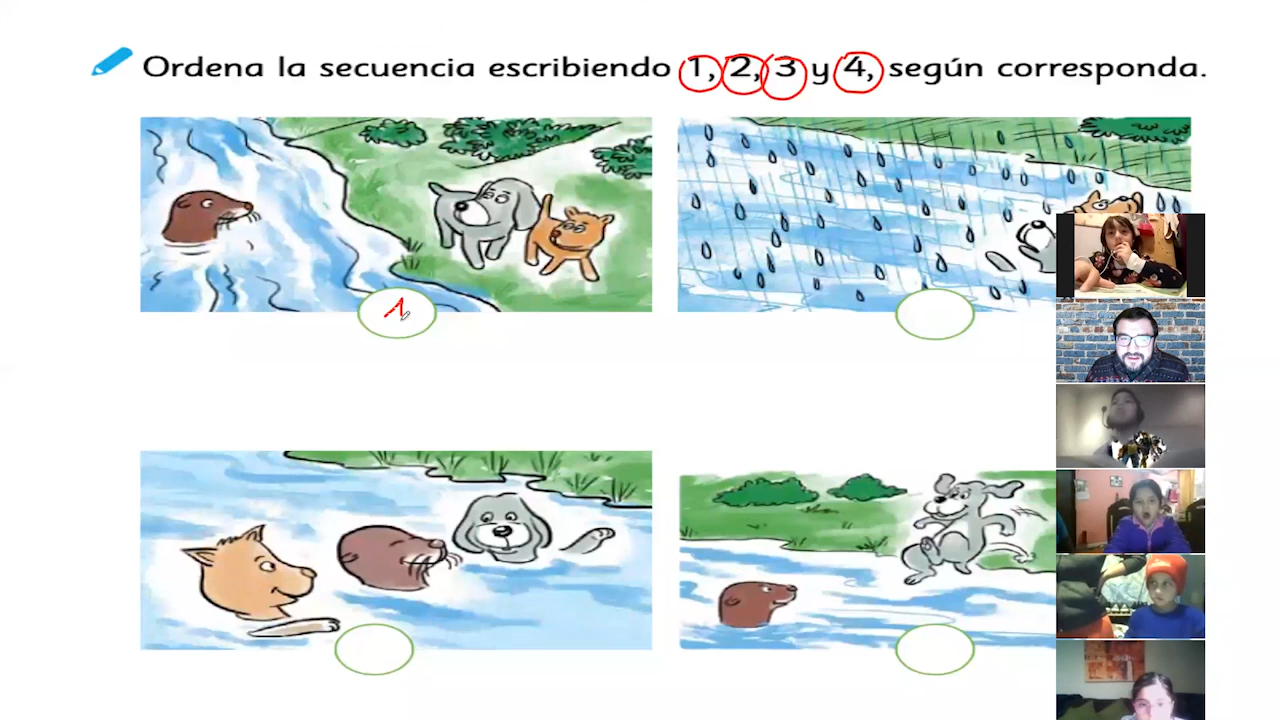 Ordena la secuencia escribiendo 1, 2, 3 y 4, según corresponda.
1